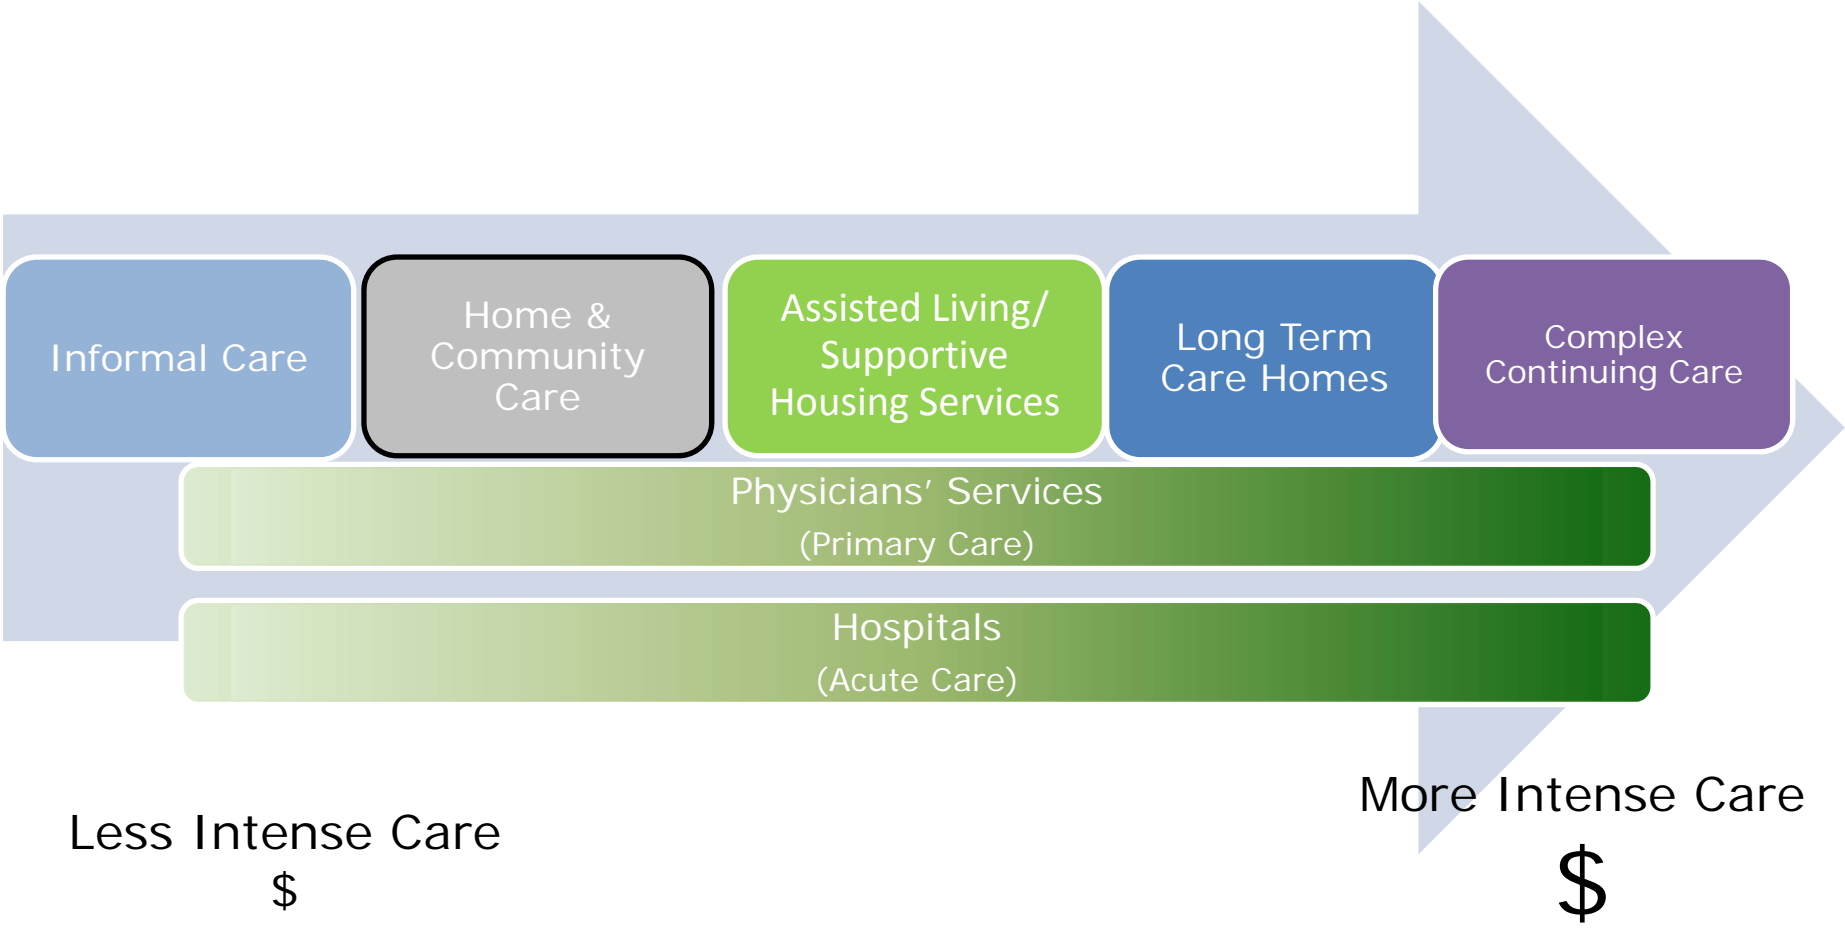 Informal Care
Home &
Community
Care
Assisted Living/
Supportive
Housing Services
Long Term
Care Homes
Complex
Continuing Care
Physicians’ Services
(Primary Care)
Hospitals
(Acute Care)
Less Intense Care
$
More Intense Care
$